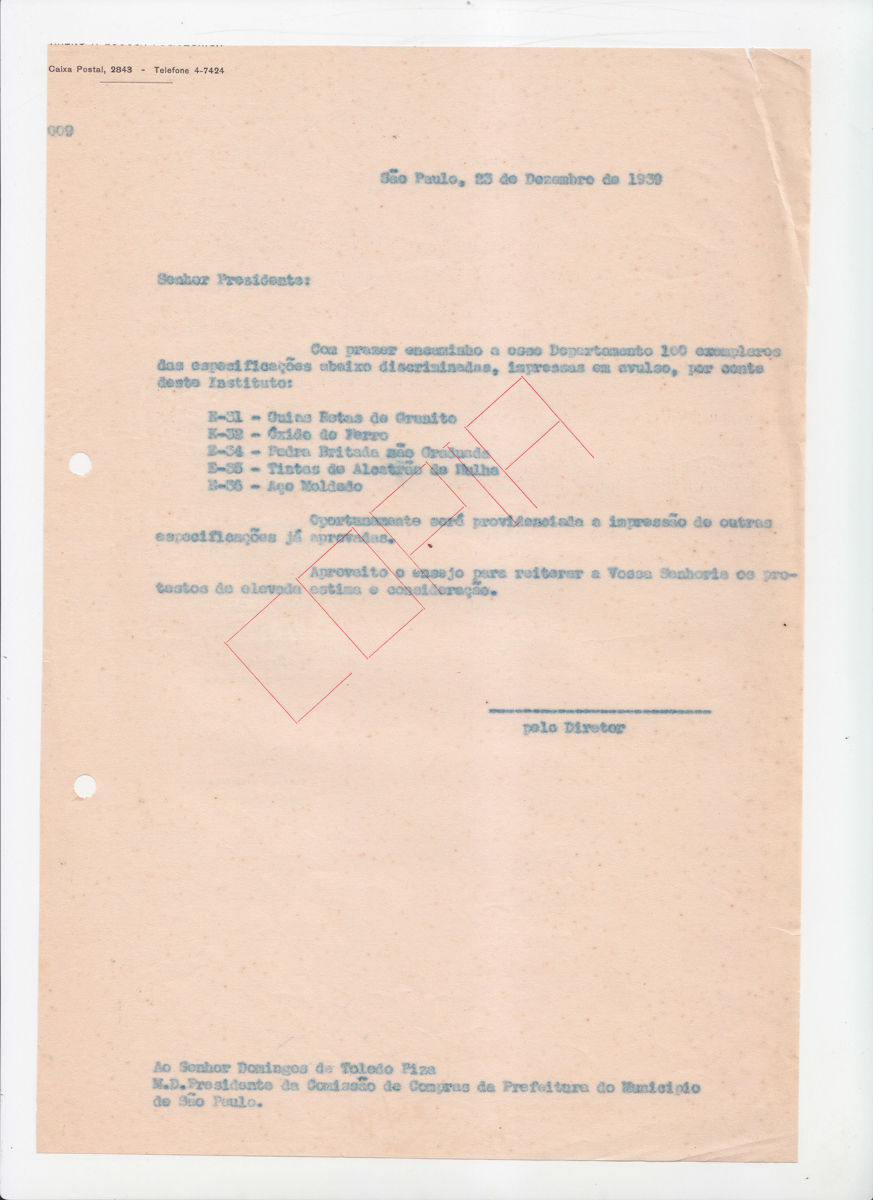 Caixa Postal, 2843 - Telefone 4-7424
009
São Paulo, 23 de Dezembro de 1939
Senhor Presidente:
Com prazer encaminho a esse Departamento 100 exemplares
das especificações abaixo discriminadas, impressas em avulso, por conta
deste Instituto:
E-31 - Guias Retas de Granito
E-32 - Óxido de Ferro
E-34 - Pedra Britada não Graduada
E-35 - Tintas de Alcatrão de Hulha
E-36 - Aço Moldado
Oportunamente será providenciada a impressão de outras
especificações já aprovadas.
Aproveito o ensejo para reiterar a Vossa Senhoria os pro-
testos de elevada estima e consideração.
pelo Diretor
Ao Senhor Domingos de Toledo Piza
M.D.Presidente da Comissão de Compras da Prefeitura do Municipio
de São Paulo.